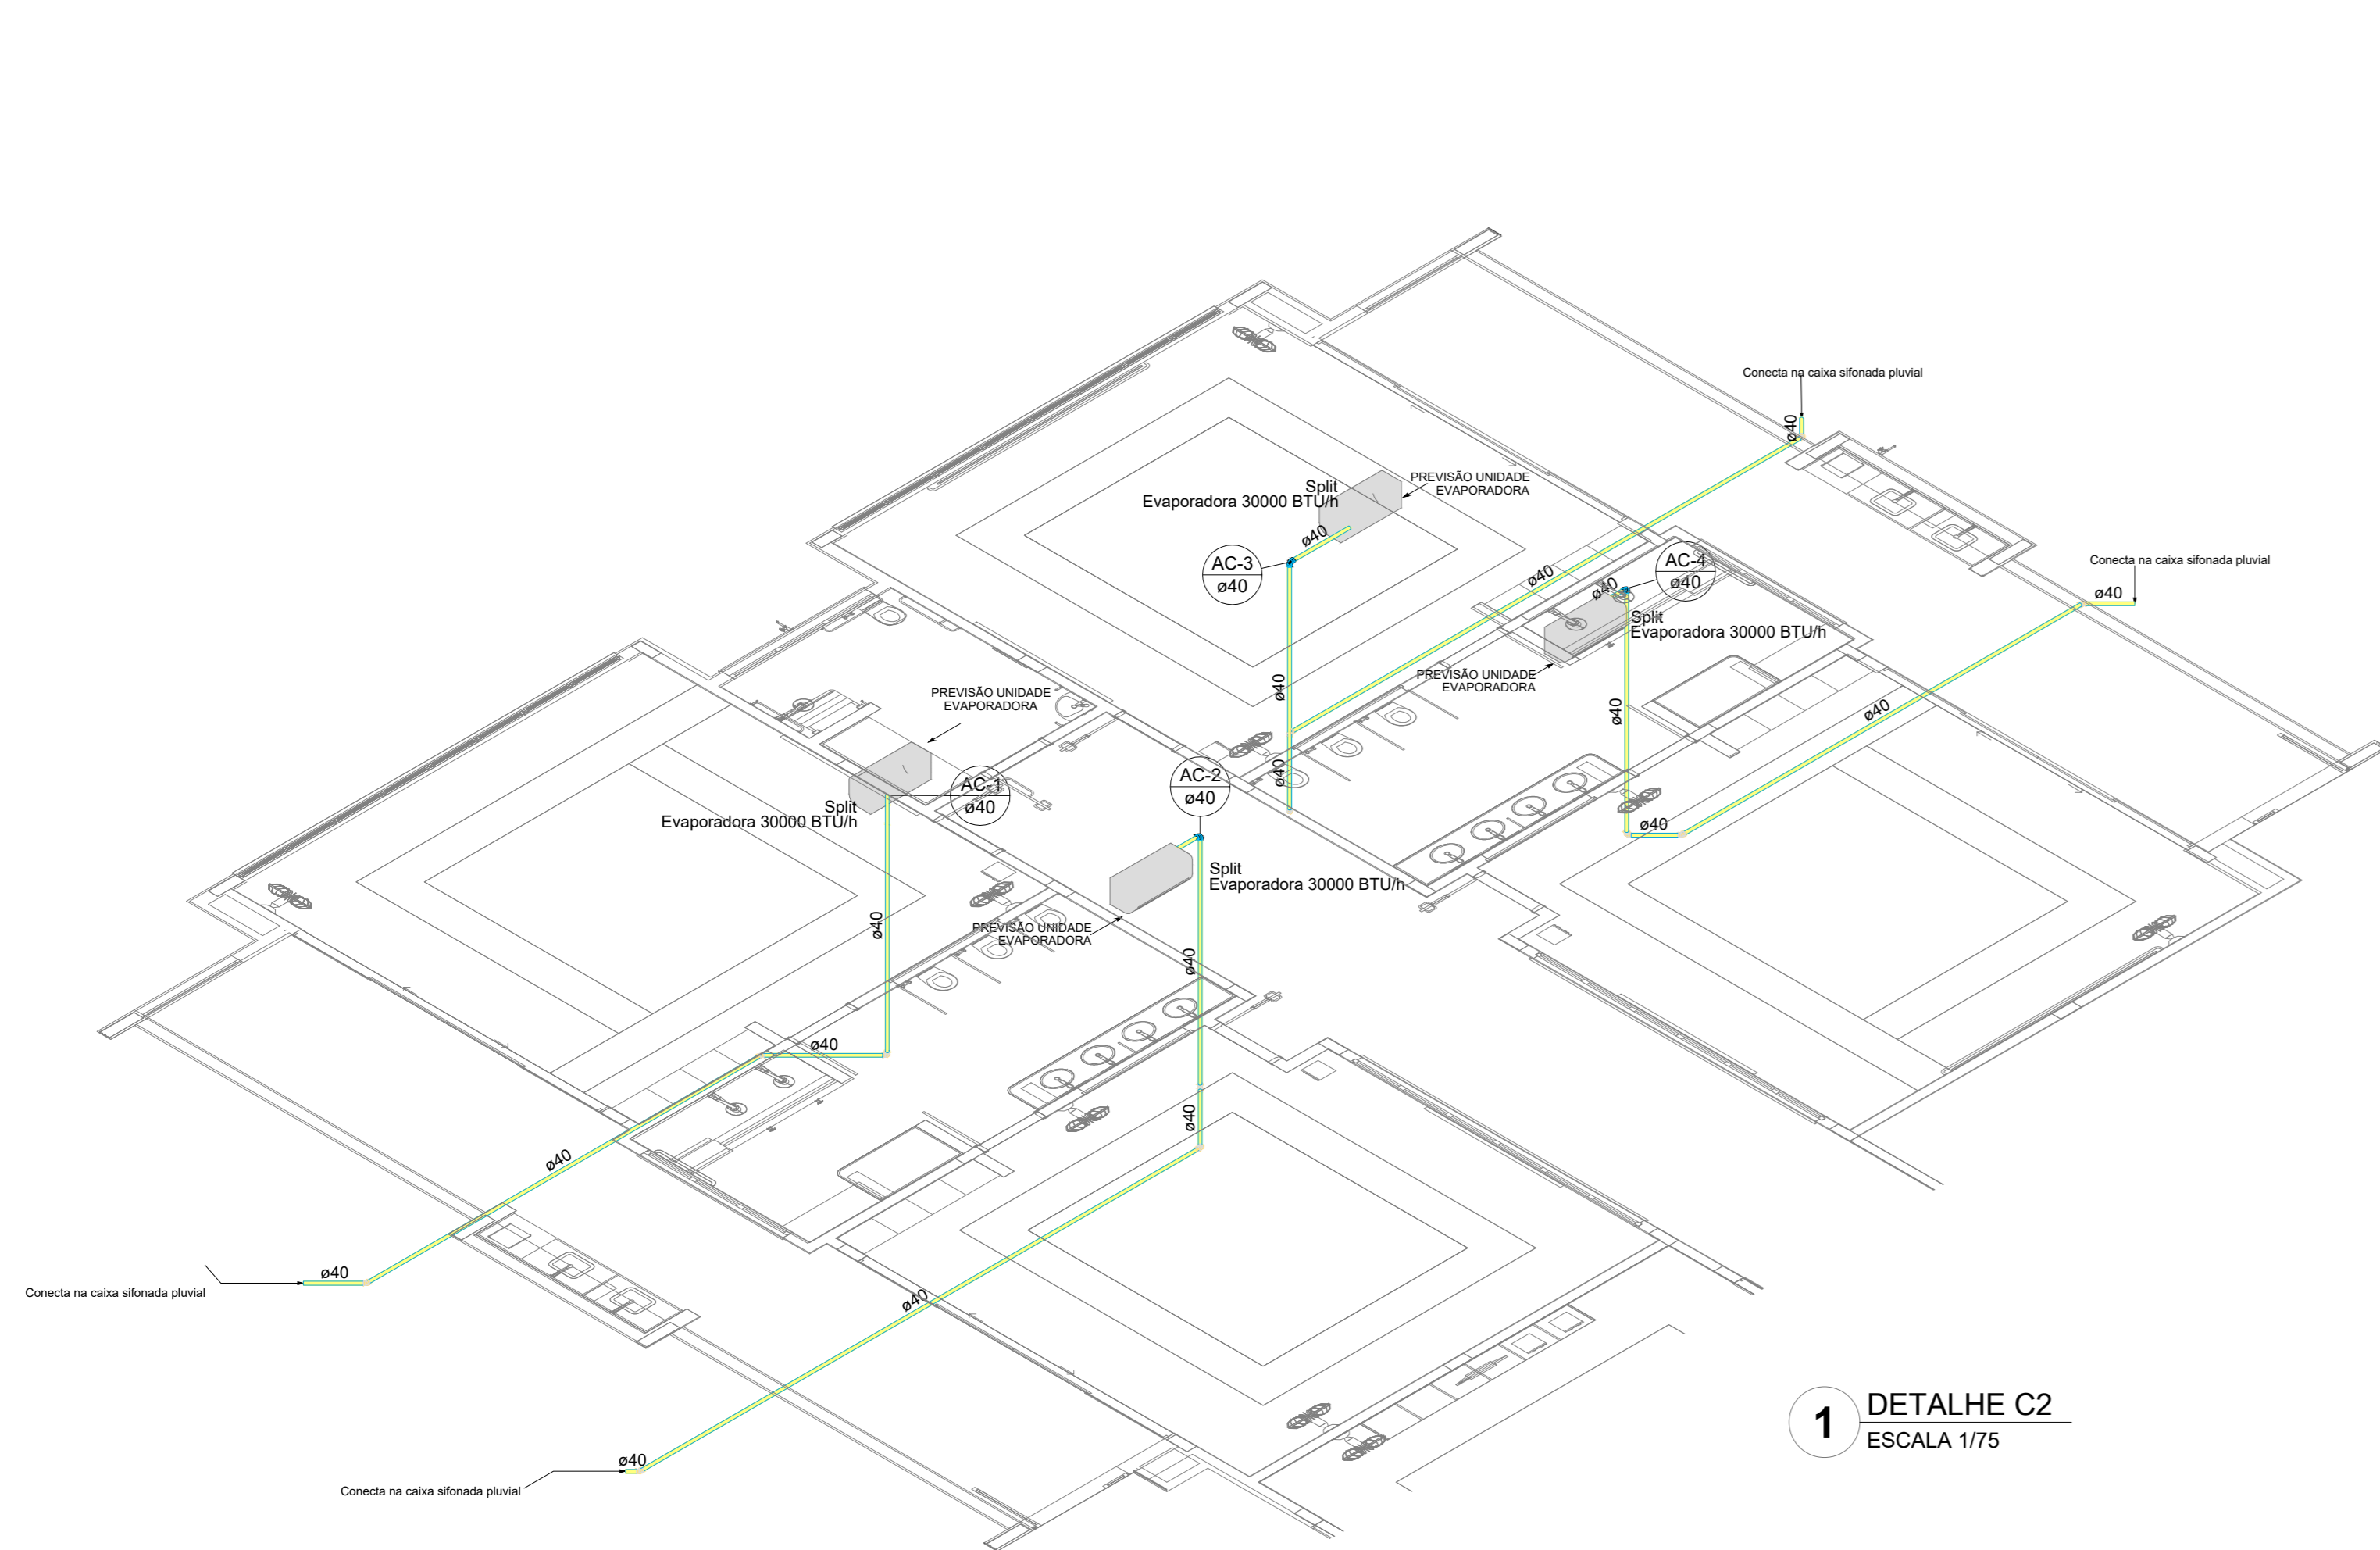 Conecta na caixa sifonada pluvial
ø40
PREVISÃO UNIDADE
EVAPORADORA
Split
Evaporadora 30000 BTU/h
ø40
AC-3
ø40
Conecta na caixa sifonada pluvial
ø40
AC-4
ø40
ø40
ø40
Split
Evaporadora 30000 BTU/h
PREVISÃO UNIDADE
EVAPORADORA
ø40
ø40
ø40
PREVISÃO UNIDADE
EVAPORADORA
ø40
AC-1
ø40
AC-2
ø40
Split
Evaporadora 30000 BTU/h
ø40
Split
Evaporadora 30000 BTU/h
PREVISÃO UNIDADE
EVAPORADORA
ø40
ø40
ø40
ø40
ø40
ø40
Conecta na caixa sifonada pluvial
ø40
ø40
Conecta na caixa sifonada pluvial
1
DETALHE C2
ESCALA 1/75